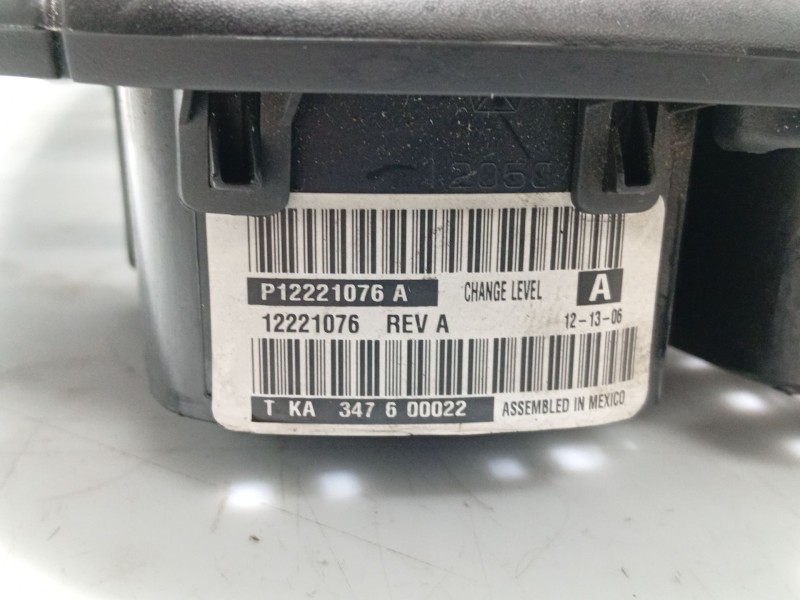 P12221076 A CHANGE LEVEL A
12221076 REV A 12-13-06
T KA 347 6 00022 ASSEMBLED IN MEXICO